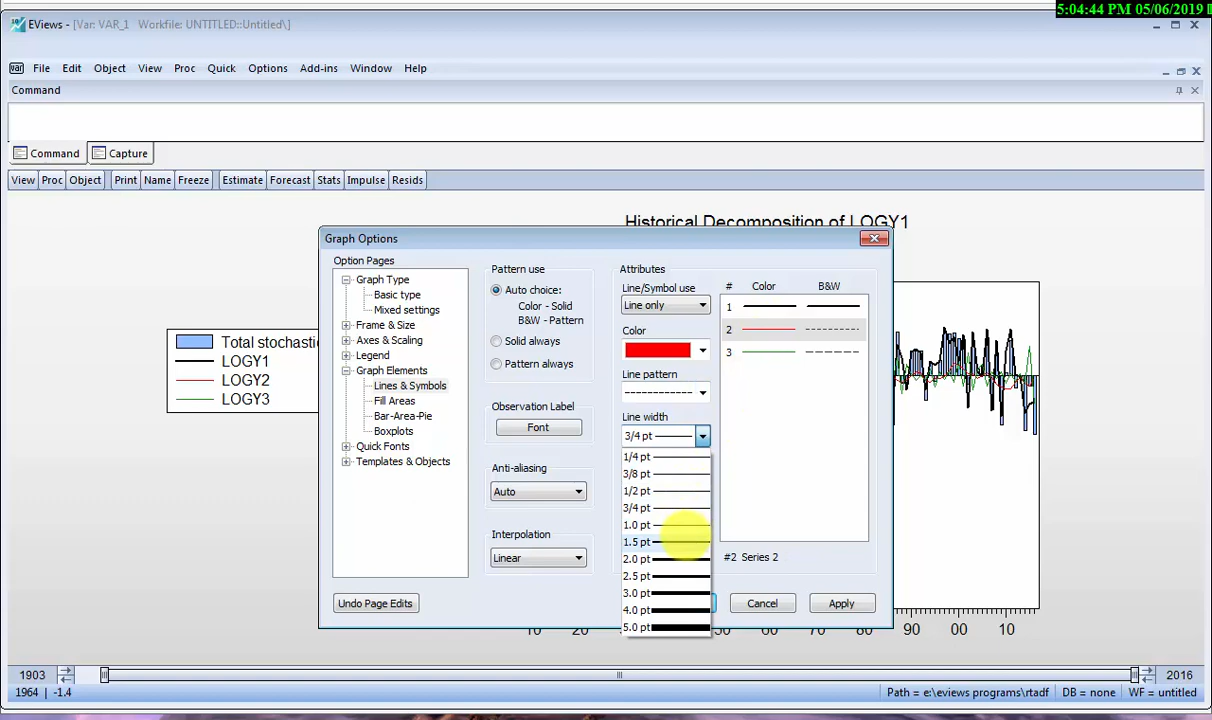 5:04:44 PM 05/06/2019
EViews - [Var: VAR_1 Workfile: UNTITLED::Untitled\]
var File Edit Object View Proc Quick Options Add-ins Window Help
Command
Command Capture
View Proc Object Print Name Freeze Estimate Forecast Stats Impulse Resids
Historical Decomposition of LOGY1
Total stochasti
LOGY1
LOGY2
LOGY3
Graph Options
Option Pages
Graph Type
Basic type
Mixed settings
Frame & Size
Axes & Scaling
Legend
Graph Elements
Lines & Symbols
Fill Areas
Bar-Area-Pie
Boxplots
Quick Fonts
Templates & Objects
Undo Page Edits
Pattern use
Auto choice:
Color - Solid
B&W - Pattern
Solid always
Pattern always
Observation Label
Font
Anti-aliasing
Auto
Interpolation
Linear
Attributes
Line/Symbol use
Line only
Color
Line pattern
Line width
3/4 pt
1/4 pt
3/8 pt
1/2 pt
3/4 pt
1.0 pt
1.5 pt
2.0 pt
2.5 pt
3.0 pt
4.0 pt
5.0 pt
# Color B&W
1
2
3
#2 Series 2
Cancel Apply
10 20 60 70 80 90 00 10
1903 2016
1964 | -1.4 Path = e:\eviews programs\rtadf DB = none WF = untitled